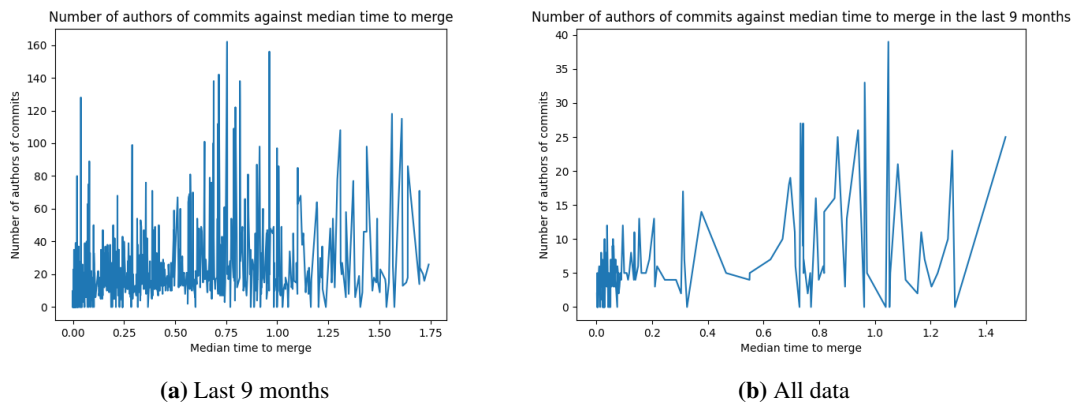 Number of authors of commits against median time to merge
Number of authors of commits
160
140
120
100
80
60
40
20
0
0.00 0.25 0.50 0.75 1.00 1.25 1.50 1.75
Median time to merge
(a) Last 9 months
Number of authors of commits against median time to merge in the last 9 months
Number of authors of commits
40
35
30
25
20
15
10
5
0
0.0 0.2 0.4 0.6 0.8 1.0 1.2 1.4
Median time to merge
(b) All data